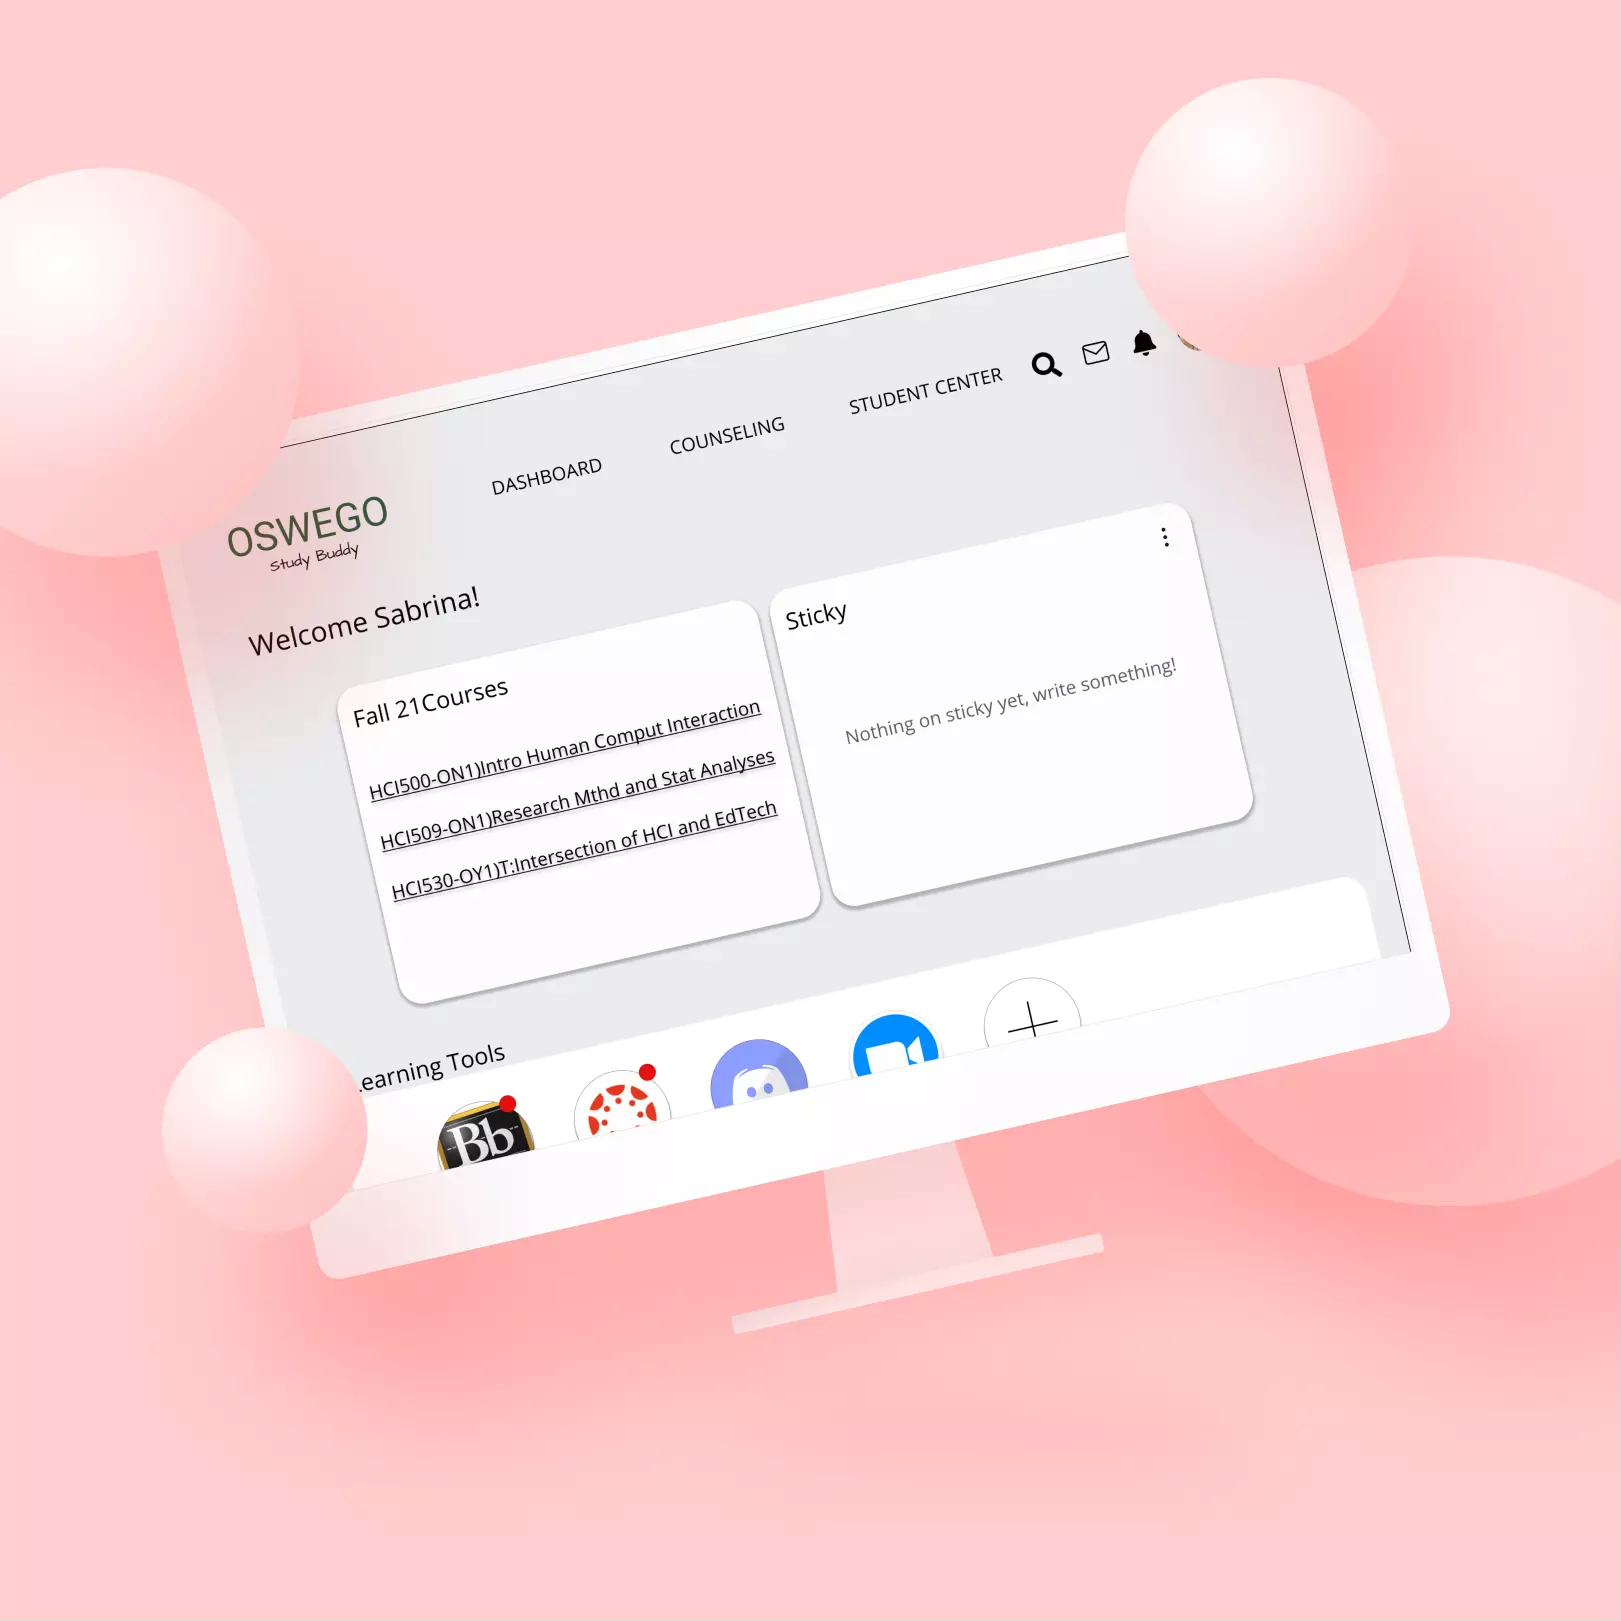 DASHBOARD
COUNSELING
STUDENT CENTER
OSWEGO
Study Buddy
Welcome Sabrina!
Fall 21Courses
HCI500-ON1)Intro Human Comput Interaction
HCI509-ON1)Research Mthd and Stat Analyses
HCI530-OY1)T:Intersection of HCI and EdTech
Sticky
Nothing on sticky yet, write something!
earning Tools
Bb